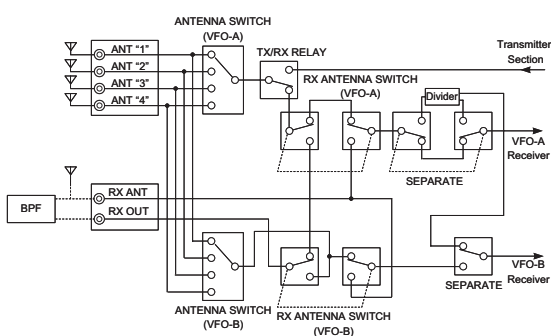 ANTENNA SWITCH
(VFO-A)
TX/RX RELAY
Transmitter
Section
ANT “1”
ANT “2”
ANT “3”
ANT “4”
RX ANTENNA SWITCH
(VFO-A)
Divider
VFO-A
Receiver
SEPARATE
BPF
RX ANT
RX OUT
VFO-B
Receiver
SEPARATE
ANTENNA SWITCH
(VFO-B)
RX ANTENNA SWITCH
(VFO-B)